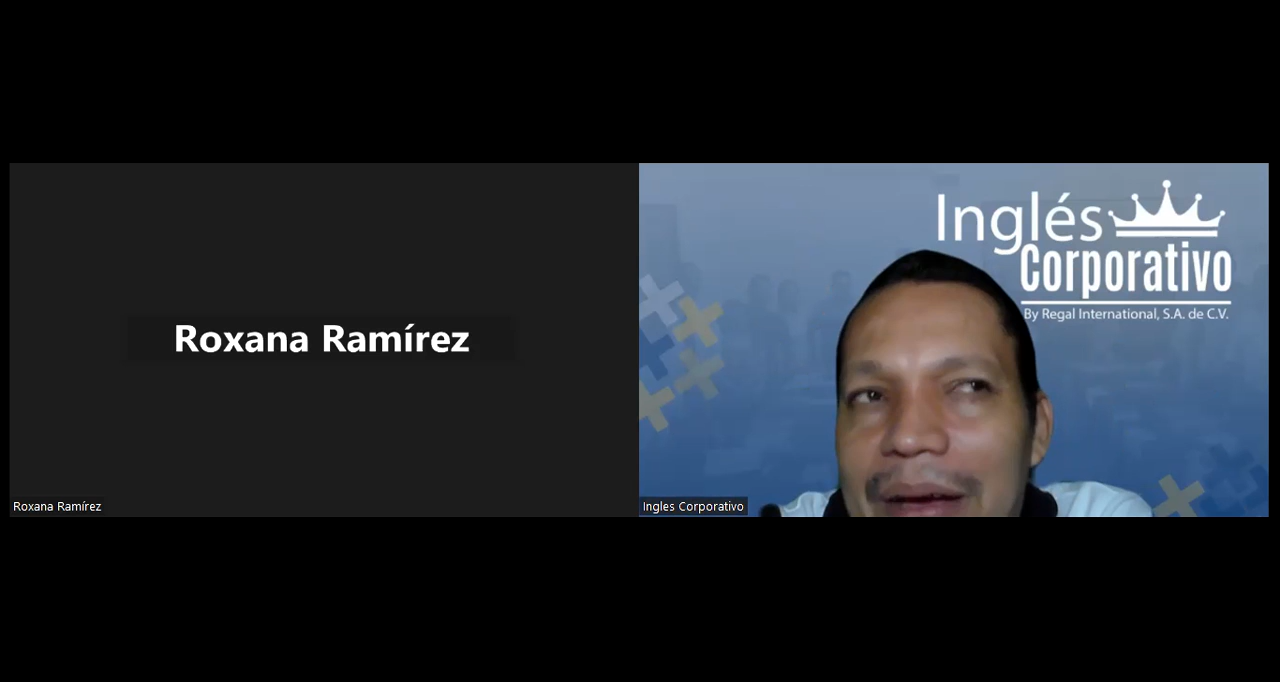 Roxana Ramírez
Roxana Ramírez
Inglés
Corporativo
By Regal International, S.A. de C.V.
Ingles Corporativo